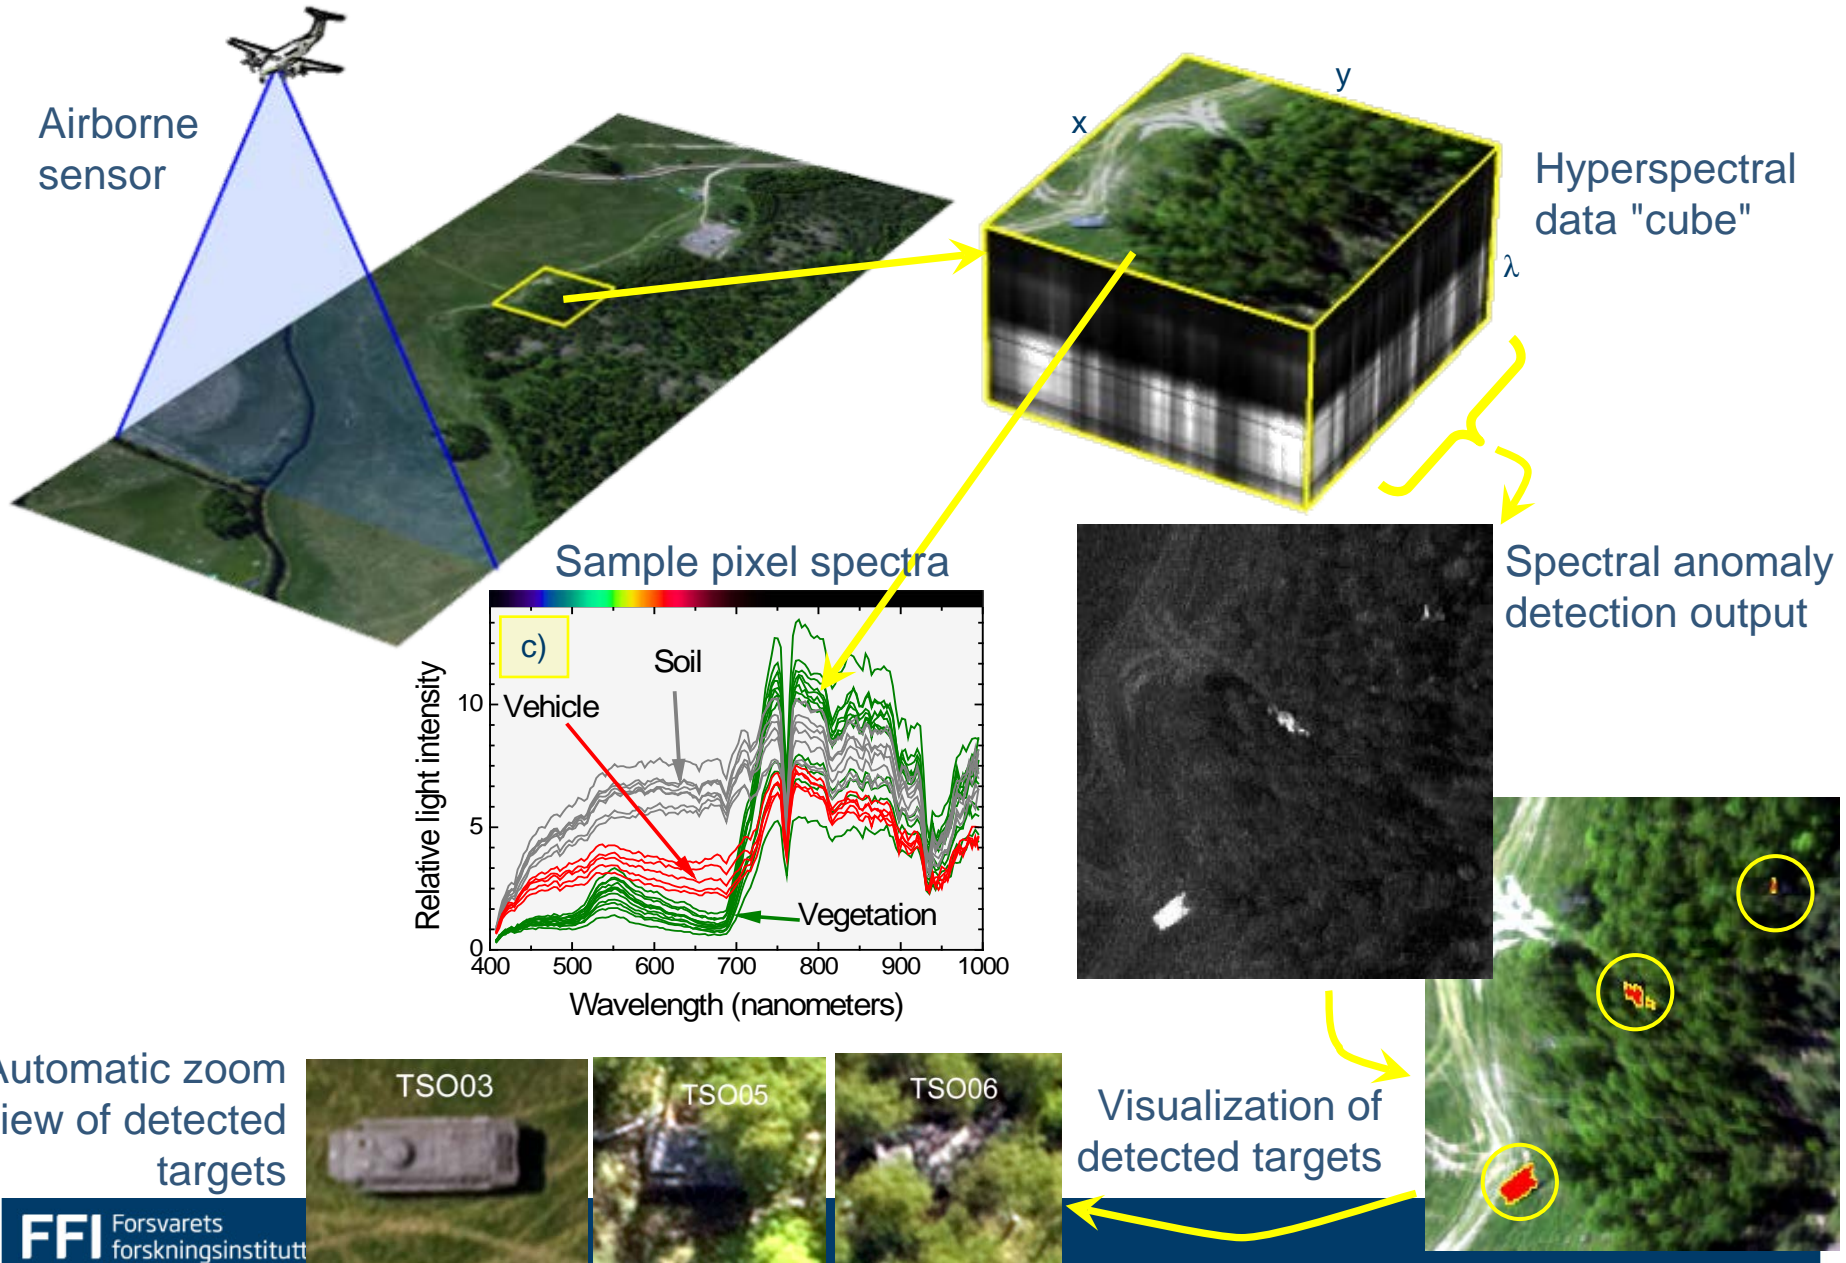 Airborne
sensor
x
y
λ
Hyperspectral
data "cube"
Sample pixel spectra
c)
Soil
Vehicle
Vegetation
Relative light intensity
10
5
0
400 500 600 700 800 900 1000
Wavelength (nanometers)
Spectral anomaly
detection output
Automatic zoom
view of detected
targets
TSO03
TSO05
TSO06
Visualization of
detected targets
FFI Forsvarets
forskningsinstitutt